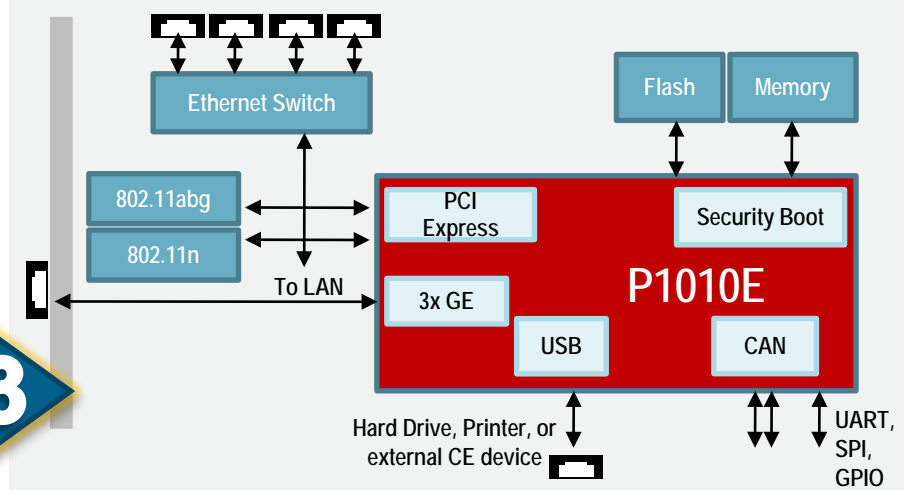 Ethernet Switch
Flash
Memory
802.11abg
802.11n
PCI
Express
Security Boot
To LAN
P1010E
3x GE
USB
CAN
3
Hard Drive, Printer, or
external CE device
UART,
SPI,
GPIO